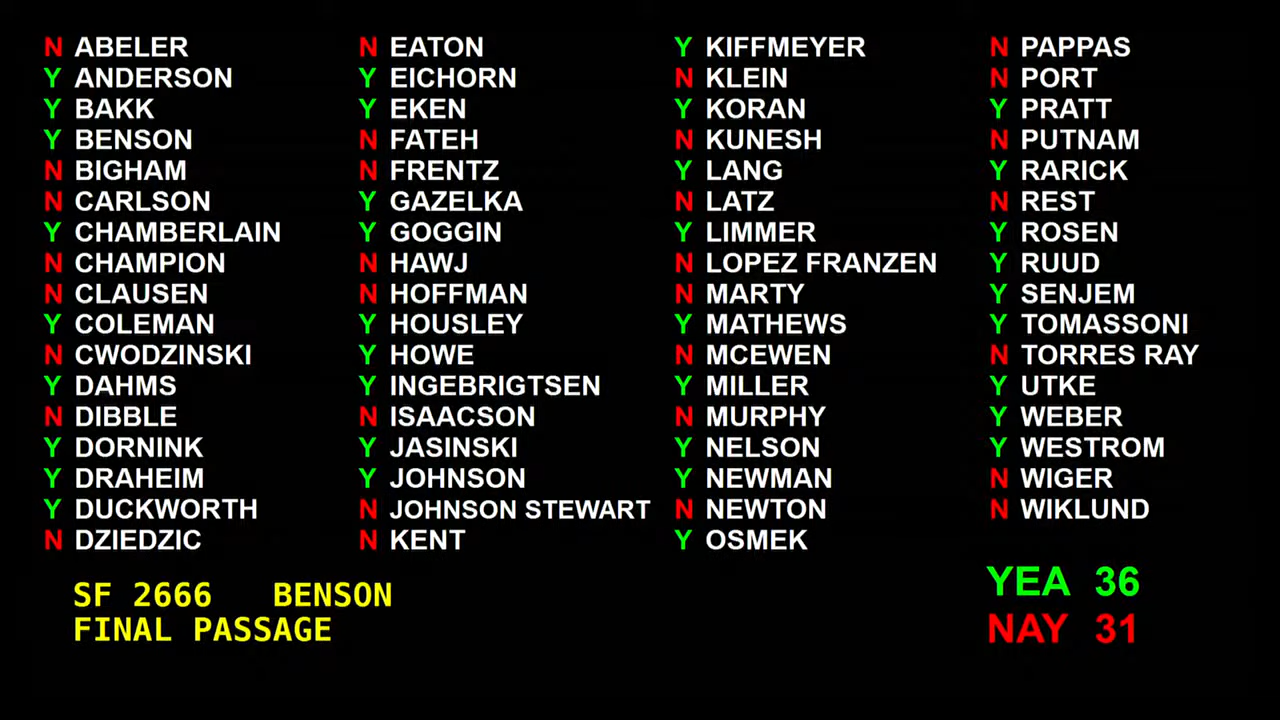 N ABELER
Y ANDERSON
Y BAKK
Y BENSON
N BIGHAM
N CARLSON
Y CHAMBERLAIN
N CHAMPION
N CLAUSEN
Y COLEMAN
N CWODZINSKI
Y DAHMS
N DIBBLE
Y DORNINK
Y DRAHEIM
Y DUCKWORTH
N DZIEDZIC
N EATON
Y EICHORN
Y EKEN
N FATEH
N FRENTZ
Y GAZELKA
Y GOGGIN
N HAWJ
N HOFFMAN
Y HOUSLEY
Y HOWE
Y INGEBRIGTSEN
N ISAACSON
Y JASINSKI
Y JOHNSON
N JOHNSON STEWART
N KENT
Y KIFFMEYER
N KLEIN
Y KORAN
N KUNESH
Y LANG
N LATZ
Y LIMMER
N LOPEZ FRANZEN
N MARTY
Y MATHEWS
N MCEWEN
Y MILLER
N MURPHY
Y NELSON
Y NEWMAN
N NEWTON
Y OSMEK
N PAPPAS
N PORT
Y PRATT
N PUTNAM
Y RARICK
N REST
Y ROSEN
Y RUUD
Y SENJEM
Y TOMASSONI
N TORRES RAY
Y UTKE
Y WEBER
Y WESTROM
N WIGER
N WIKLUND
SF 2666 BENSON
FINAL PASSAGE
YEA 36
NAY 31